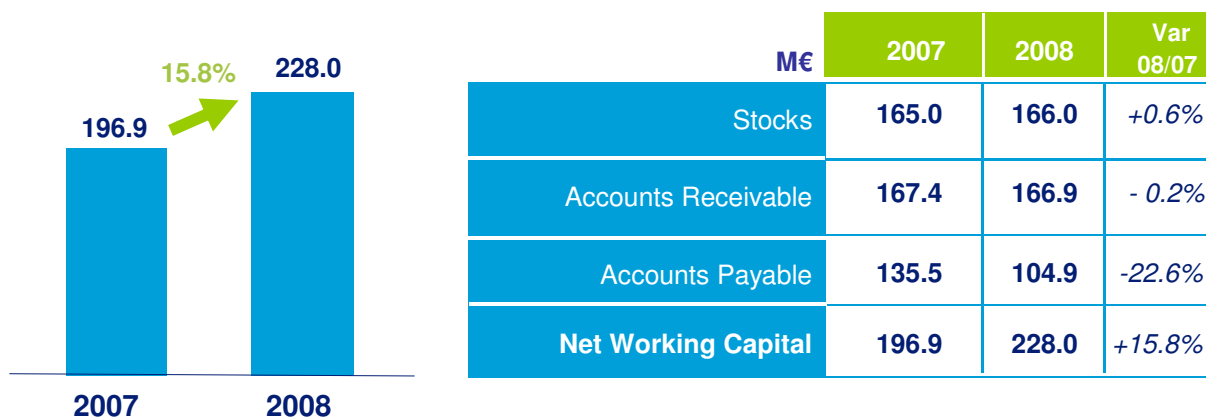 15.8%
196.9
228.0
2007 2008
M€ 2007 2008 Var 08/07
Stocks 165.0 166.0 +0.6%
Accounts Receivable 167.4 166.9 - 0.2%
Accounts Payable 135.5 104.9 -22.6%
Net Working Capital 196.9 228.0 +15.8%